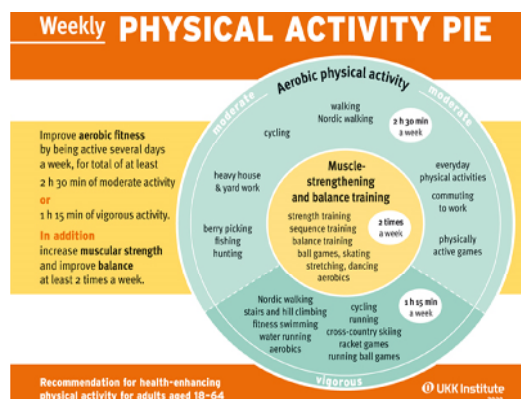 Weekly PHYSICAL ACTIVITY PIE
Improve aerobic fitness
by being active several days
a week, for total of at least
2 h 30 min of moderate activity
or
1 h 15 min of vigorous activity.
In addition
increase muscular strength
and improve balance
at least 2 times a week.
Aerobic physical activity
moderate
moderate
walking
Nordic walking
2 h 30 min
a week
cycling
heavy house
& yard work
berry picking
fishing
hunting
everyday
physical activities
commuting
to work
physically
active games
Muscle-
strengthening
and balance training
strength training
sequence training
balance training
ball games, skating
stretching, dancing
aerobics
2 times
a week
Nordic walking
stairs and hill climbing
fitness swimming
water running
aerobics
cycling
running
cross-country skiing
racket games
running ball games
1 h 15 min
a week
vigorous
Recommendation for health-enhancing
physical activity for adults aged 18–64
UKK Institute